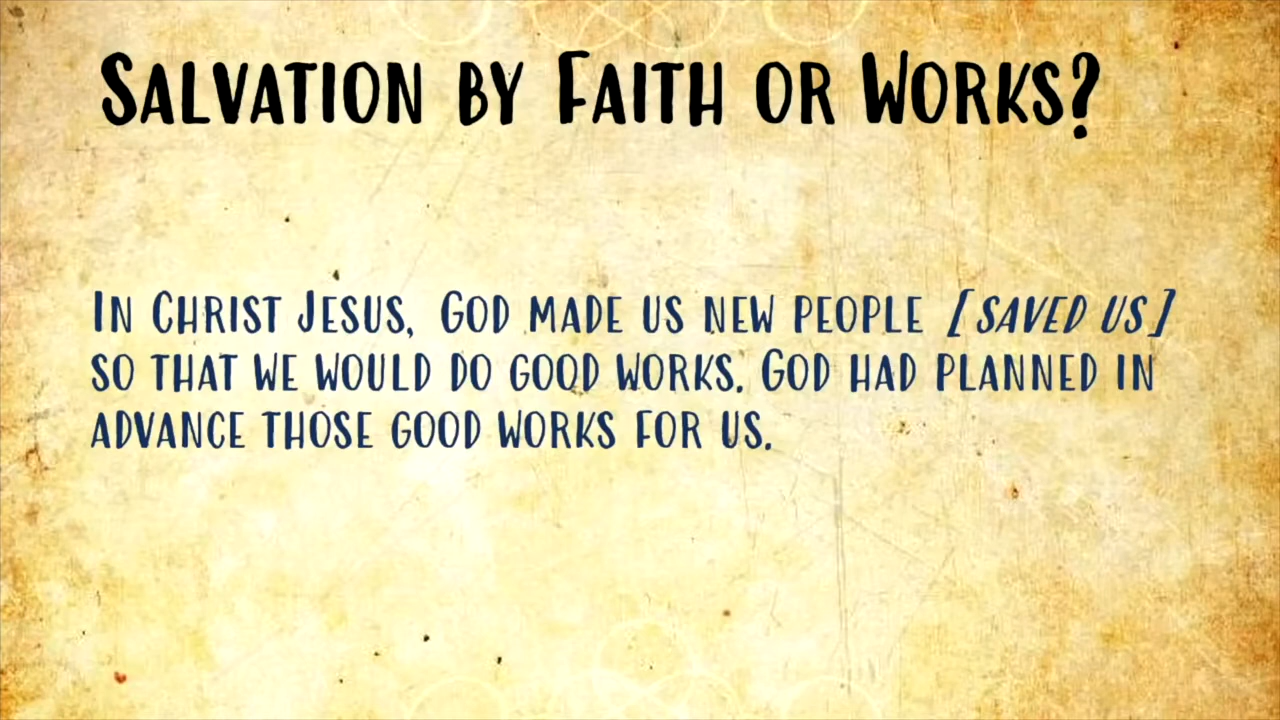 Salvation by Faith or Works?
In Christ Jesus, God made us new people [saved us]
so that we would do good works. God had planned in
advance those good works for us.